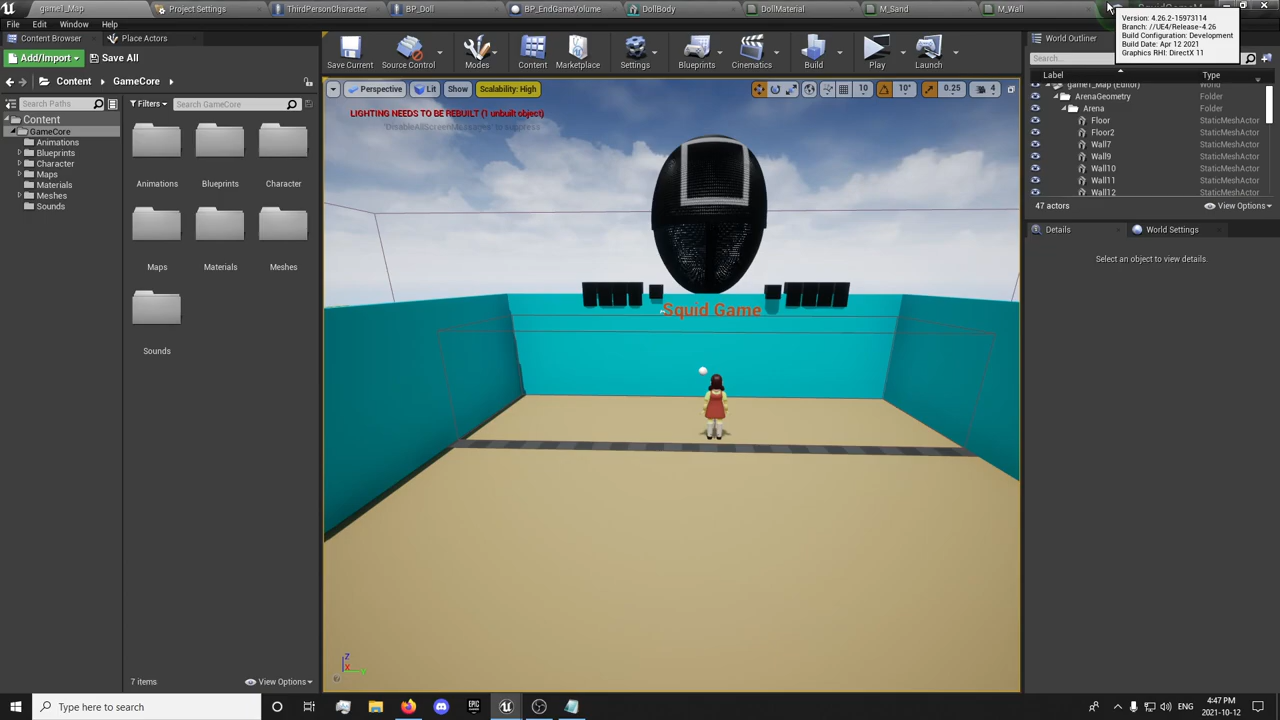 game1_Map
Project Settings
ThirdPersonCharacter
BP_Doll
BP_EndGameVolume
DollBody
DollMaterial
M_Sand
M_Wall
Version: 4.26.2-15973114
Branch: //UE4/Release-4.26
Build Configuration: Development
Build Date: Apr 12 2021
Graphics RHI: DirectX 11
File Edit Window Help
Content Browser
Place Actors
World Outliner
Add/Import
Save All
Save Current
Source Control
Modes
Content
Marketplace
Settings
Blueprints
Cinematics
Build
Play
Launch
Search...
Label
Type
Content
GameCore
Search Paths
Filters
Search GameCore
Content
GameCore
Animations
Blueprints
Character
Maps
Materials
Meshes
Sounds
Animations
Blueprints
Character
Maps
Materials
Meshes
Sounds
7 items
View Options
Perspective
Lit
Show
Scalability: High
10
10°
0.25
4
LIGHTING NEEDS TO BE REBUILT (1 unbuilt object)
'DisableAllScreenMessages' to suppress
Squid Game
Z
X
game1_Map (Editor) World
ArenaGeometry Folder
Arena Folder
Floor StaticMeshActor
Floor2 StaticMeshActor
Wall7 StaticMeshActor
Wall9 StaticMeshActor
Wall10 StaticMeshActor
Wall11 StaticMeshActor
Wall12 StaticMeshActor
47 actors
View Options
Details
World Settings
Select an object to view details.
Type here to search
ENG
4:47 PM
2021-10-12